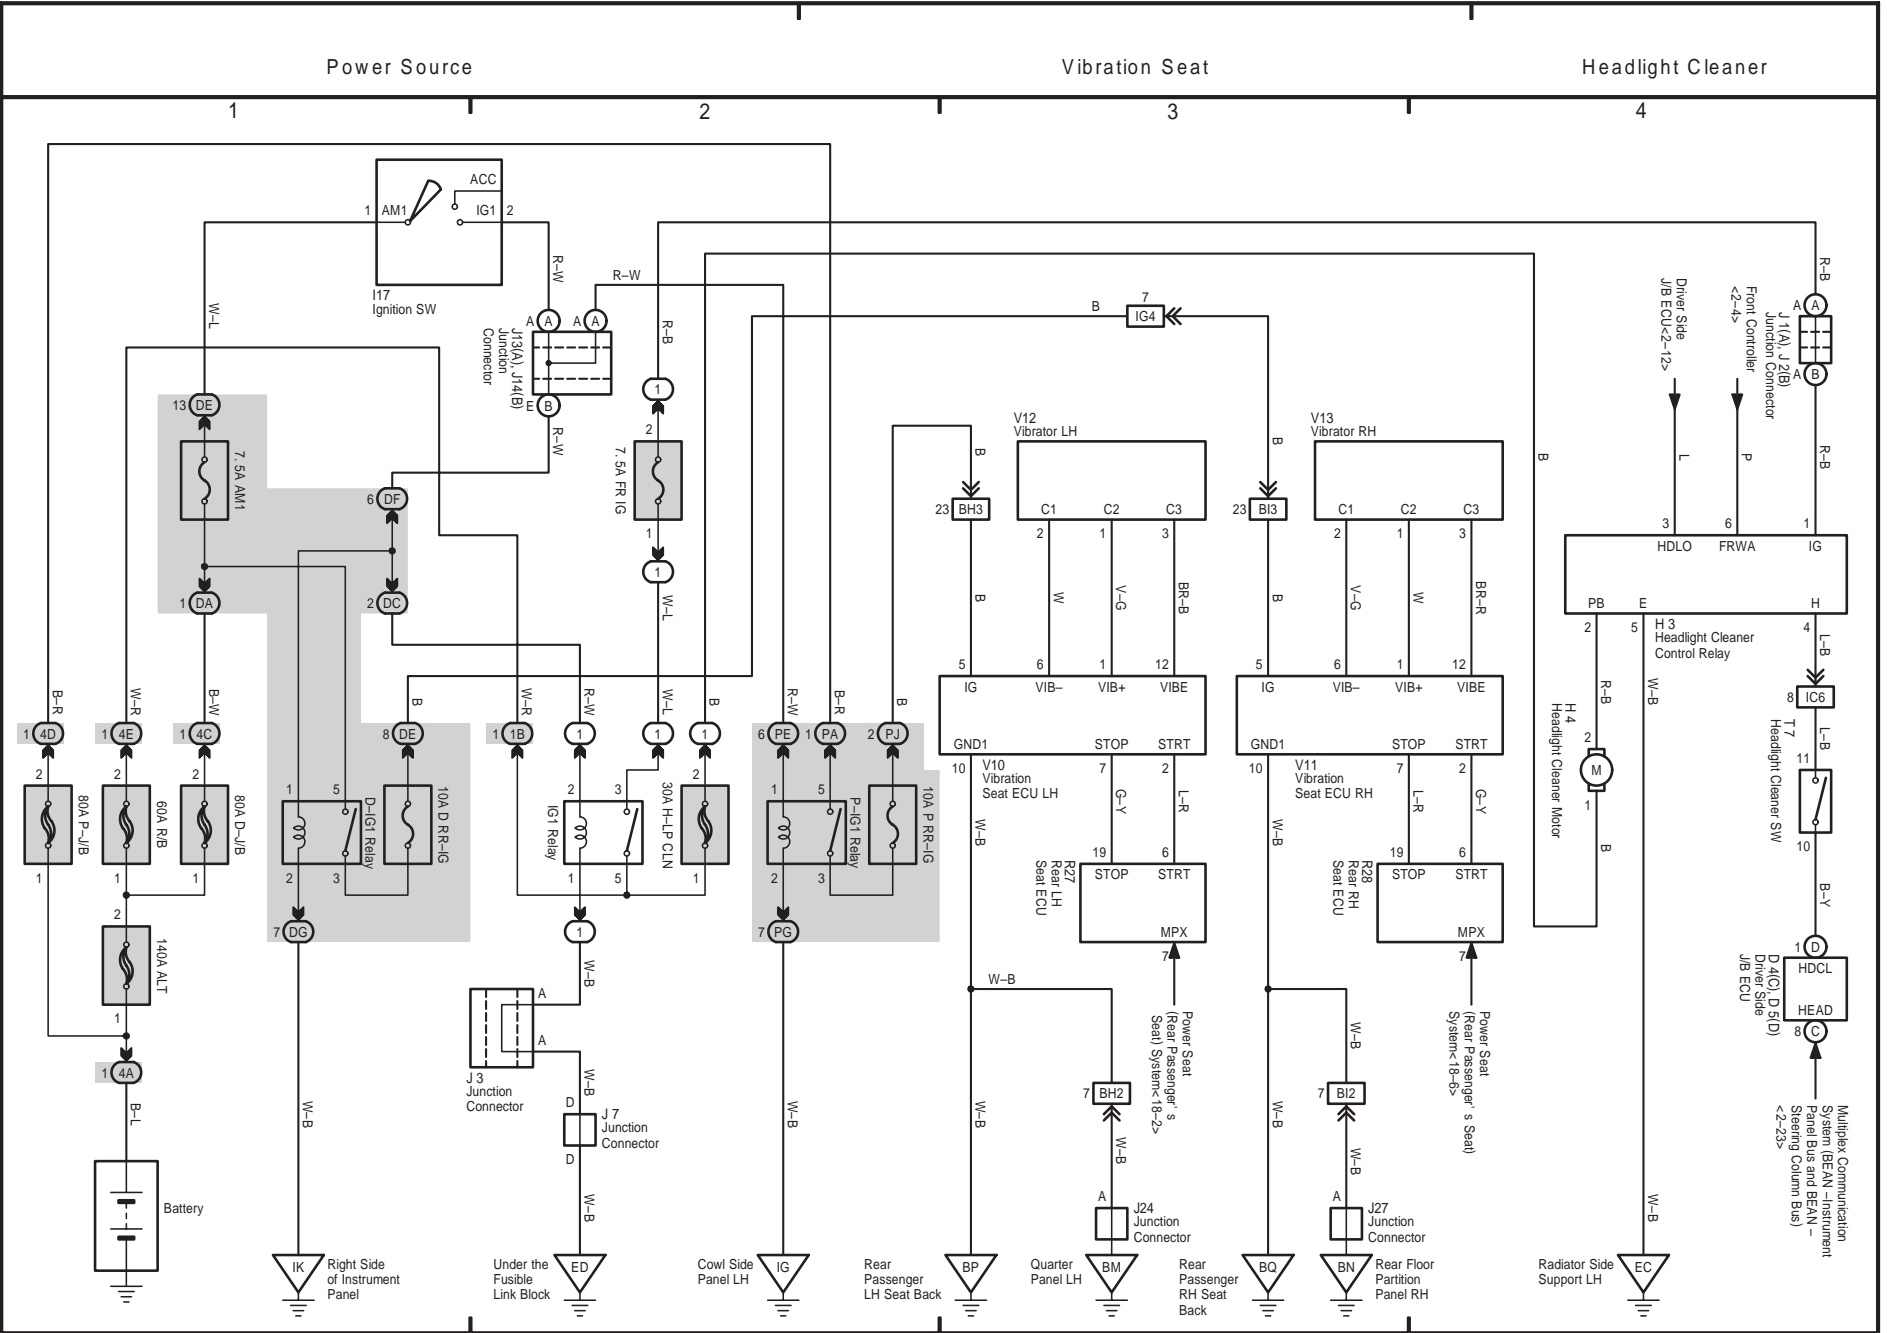 Power Source
Vibration Seat
Headlight Cleaner
1
2
3
4
ACC
1
AM1
IG1
2
I17
Ignition SW
W–L
R–W
R–W
A
A
A
A
J13(A), J14(B)
Junction
Connector
E
B
R–W
R–B
1
2
7. 5A FR IG
1
1
W–L
B
7
IG4
13
DE
7. 5A AM1
6
DF
1
DA
2
DC
B–R
W–R
B–W
B
W–R
R–W
W–L
B
R–W
B–R
B
1
4D
1
4E
1
4C
8
DE
1
1B
1
1
1
6
PE
1
PA
2
PJ
2
80A P–J/B
1
2
60A R/B
1
2
80A D–J/B
1
1
5
D–IG1 Relay
2
3
10A D RR–IG
2
3
IG1 Relay
1
5
2
30A H–LP CLN
1
1
5
P–IG1 Relay
2
3
10A P RR–IG
2
140A ALT
1
7
DG
1
7
PG
1
4A
B–L
Battery
W–B
W–B
A
A
J 3
Junction
Connector
W–B
D
J 7
Junction
Connector
D
W–B
W–B
IK
Right Side
of Instrument
Panel
Under the
Fusible
Link Block
ED
Cowl Side
Panel LH
IG
B
23
BH3
B
V12
Vibrator LH
C1
C2
C3
2
1
3
W
V–G
BR–B
5
6
1
12
IG
VIB–
VIB+
VIBE
GND1
STOP
STRT
10
7
2
V10
Vibration
Seat ECU LH
W–B
G–Y
L–R
19
6
STOP
STRT
MPX
7
R27
Rear LH
Seat ECU
Power Seat
(Rear Passenger' s
Seat) System<18–2>
W–B
W–B
7
BH2
W–B
A
J24
Junction
Connector
Rear
Passenger
LH Seat Back
BP
Quarter
Panel LH
BM
B
23
BI3
B
V13
Vibrator RH
C1
C2
C3
2
1
3
V–G
W
BR–R
5
6
1
12
IG
VIB–
VIB+
VIBE
GND1
STOP
STRT
10
7
2
V11
Vibration
Seat ECU RH
W–B
L–R
G–Y
19
6
STOP
STRT
MPX
7
R28
Rear RH
Seat ECU
Power Seat
(Rear Passenger' s Seat)
System<18–6>
W–B
W–B
7
BI2
W–B
A
J27
Junction
Connector
Rear
Passenger
RH Seat
Back
BQ
BN
Rear Floor
Partition
Panel RH
B
Driver Side
J/B ECU<2–12>
Front Controller
<2–4>
L
P
R–B
A
A
J 1(A), J 2(B)
Junction Connector
A
B
R–B
3
6
1
HDLO
FRWA
IG
PB
E
H
2
5
4
H 3
Headlight Cleaner
Control Relay
R–B
W–B
L–B
8
IC6
L–B
H 4
Headlight Cleaner Motor
2
M
1
B
T 7
Headlight Cleaner SW
11
10
B–Y
1
D
HDCL
HEAD
8
C
D 4(C), D 5(D)
Driver Side
J/B ECU
Multiplex Communication
System (BEAN –Instrument
Panel Bus and BEAN –
Steering Column Bus)
<2–23>
W–B
Radiator Side
Support LH
EC